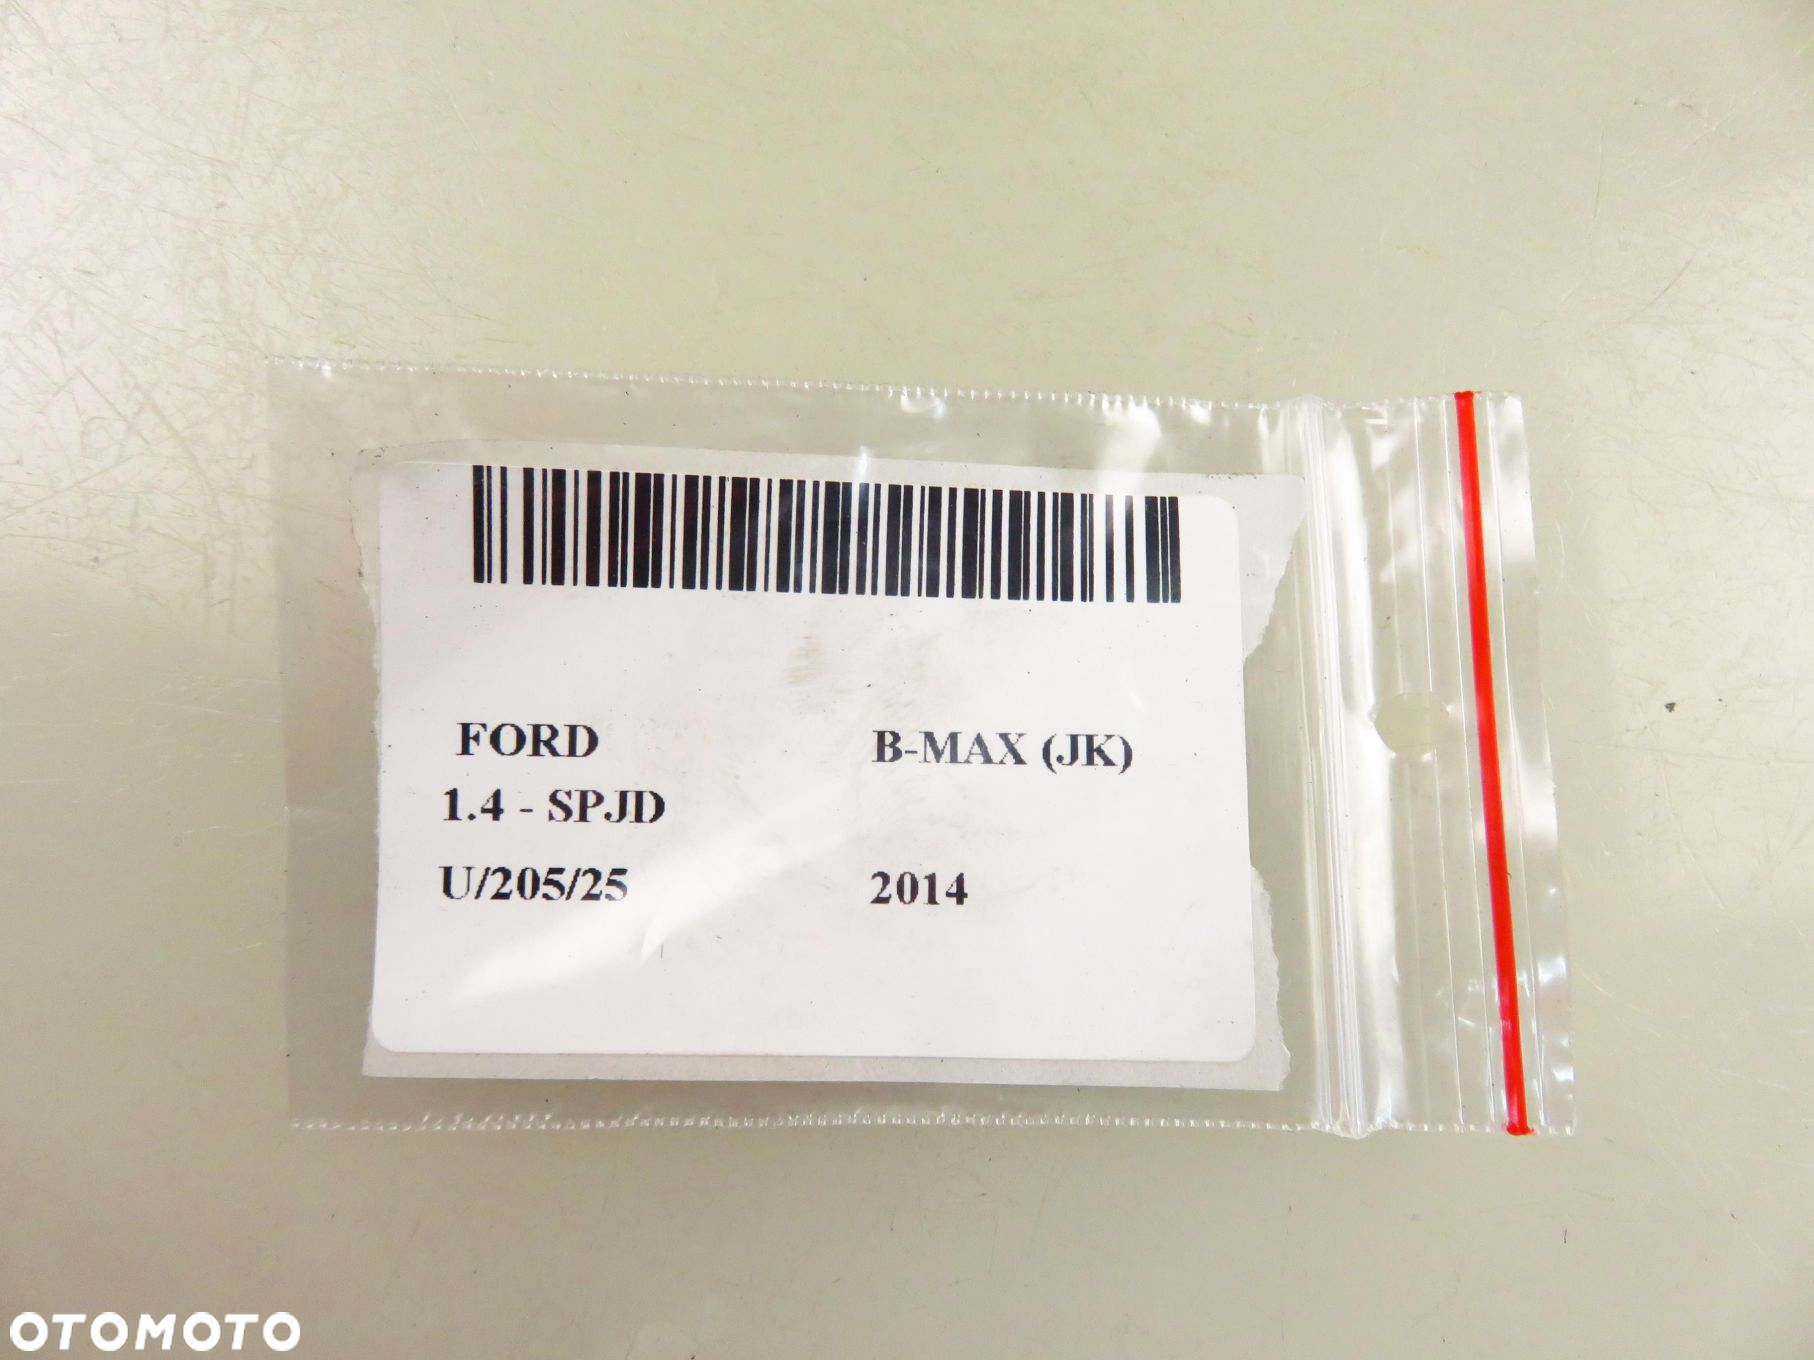 FORD B-MAX (JK)
1.4 - SPJD
U/205/25 2014
OTOMOTO